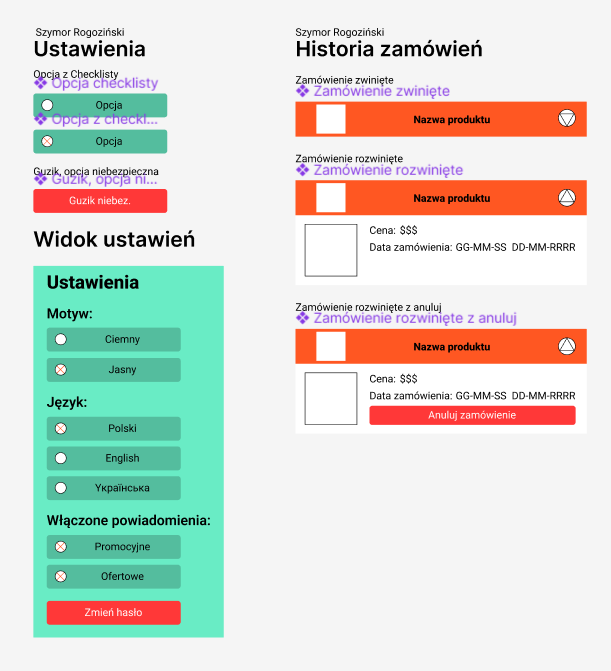 Szymor Rogoziński
Ustawienia
Opcja z Checklisty
Opcja checklisty
Opcja
Opcja z checkl...
Opcja
Guzik, opcja niebezpieczna
Guzik, opcja ni...
Guzik niebez.
Widok ustawień
Ustawienia
Motyw:
Ciemny
Jasny
Język:
Polski
English
Українська
Włączone powiadomienia:
Promocyjne
Ofertowe
Zmień hasło
Szymor Rogoziński
Historia zamówień
Zamówienie zwinięte
Zamówienie zwinięte
Nazwa produktu
Zamówienie rozwinięte
Zamówienie rozwinięte
Nazwa produktu
Cena: $$$
Data zamówienia: GG-MM-SS DD-MM-RRRR
Zamówienie rozwinięte z anuluj
Zamówienie rozwinięte z anuluj
Nazwa produktu
Cena: $$$
Data zamówienia: GG-MM-SS DD-MM-RRRR
Anuluj zamówienie